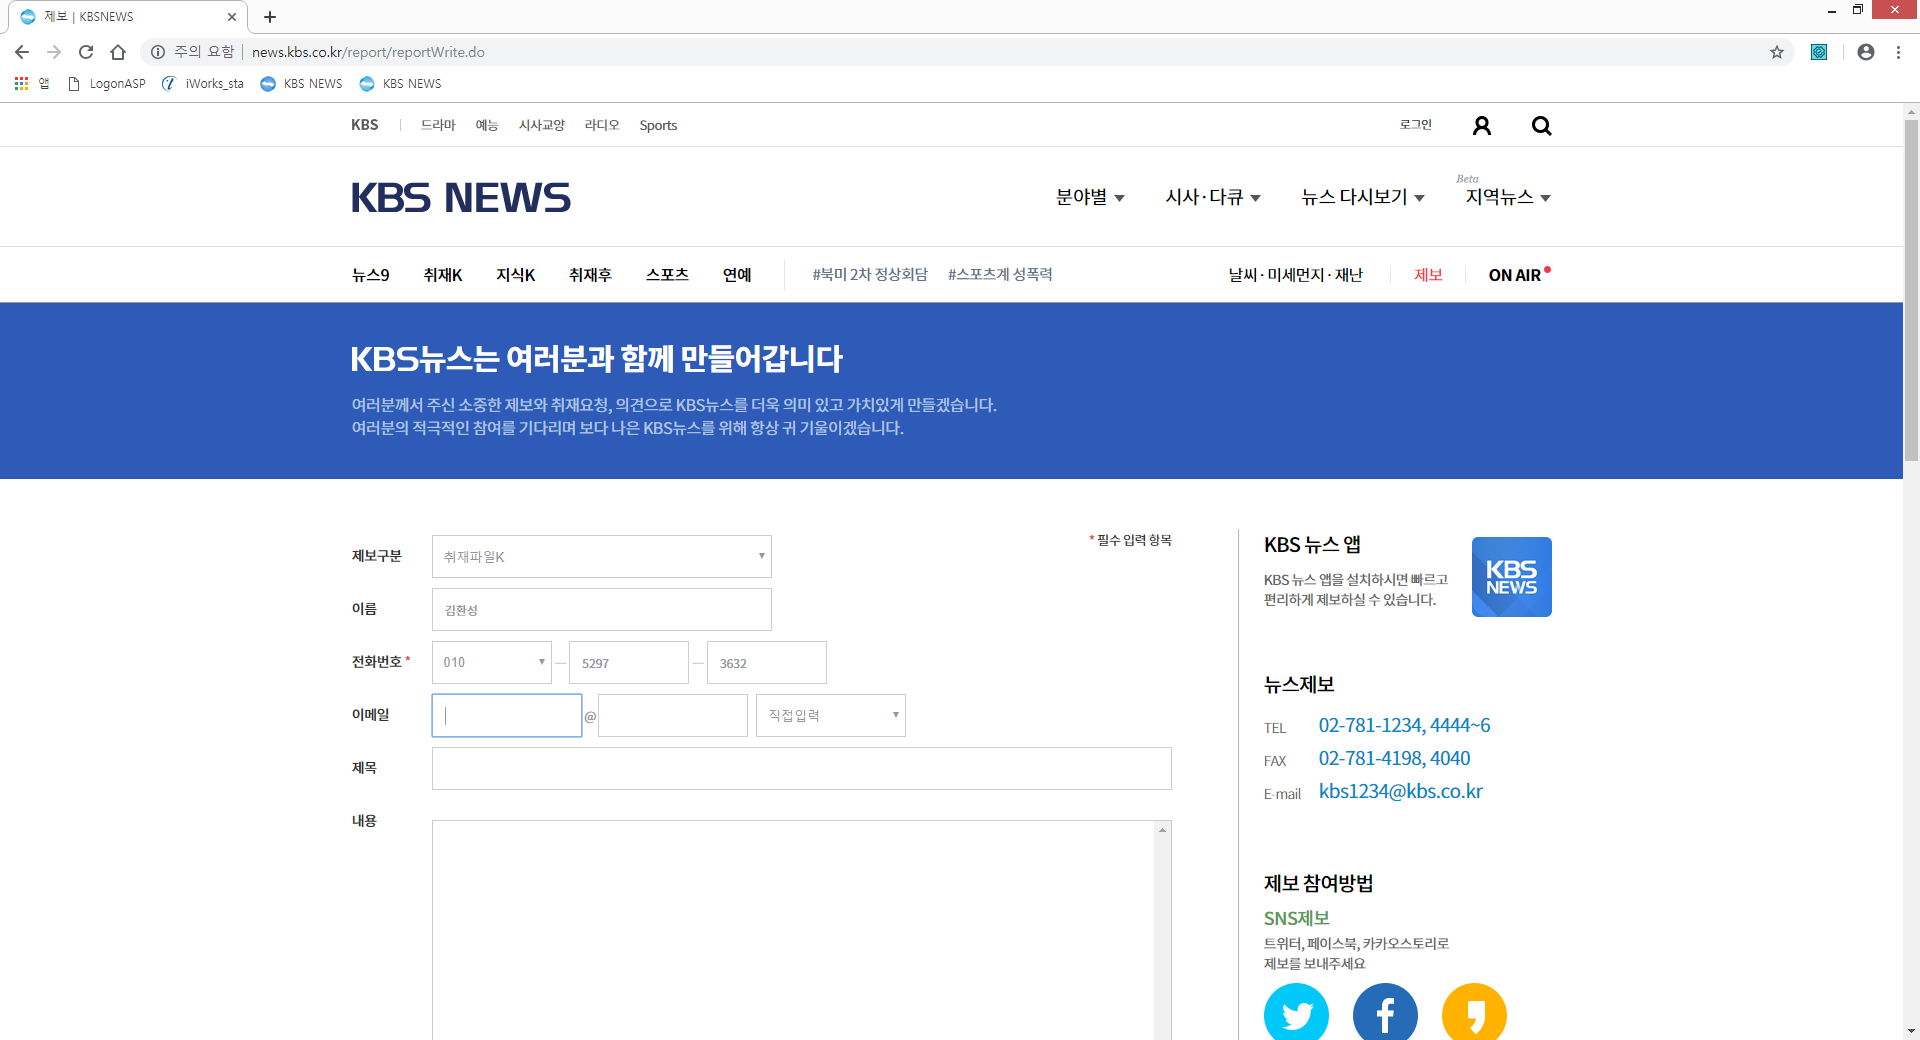 제보 | KBSNEWS
주의 요함 | news.kbs.co.kr/report/reportWrite.do
앱 LogonASP iWorks_sta KBS NEWS KBS NEWS
KBS 드라마 예능 시사교양 라디오 Sports 로그인
KBS NEWS
분야별 시사·다큐 뉴스 다시보기 Beta 지역뉴스
뉴스9 취재K 지식K 취재후 스포츠 연예 #북미 2차 정상회담 #스포츠계 성폭력 날씨·미세먼지·재난 제보 ON AIR
KBS뉴스는 여러분과 함께 만들어갑니다
여러분께서 주신 소중한 제보와 취재요청, 의견으로 KBS뉴스를 더욱 의미 있고 가치있게 만들겠습니다.
여러분의 적극적인 참여를 기다리며 보다 나은 KBS뉴스를 위해 항상 귀 기울이겠습니다.
* 필수 입력 항목
제보구분 취재파일K
이름 김환성
전화번호 * 010 — 5297 — 3632
이메일 @ 직접입력
제목
내용
KBS 뉴스 앱
KBS 뉴스 앱을 설치하시면 빠르고
편리하게 제보하실 수 있습니다.
KBS
NEWS
뉴스제보
TEL 02-781-1234, 4444~6
FAX 02-781-4198, 4040
E-mail kbs1234@kbs.co.kr
제보 참여방법
SNS제보
트위터, 페이스북, 카카오스토리로
제보를 보내주세요